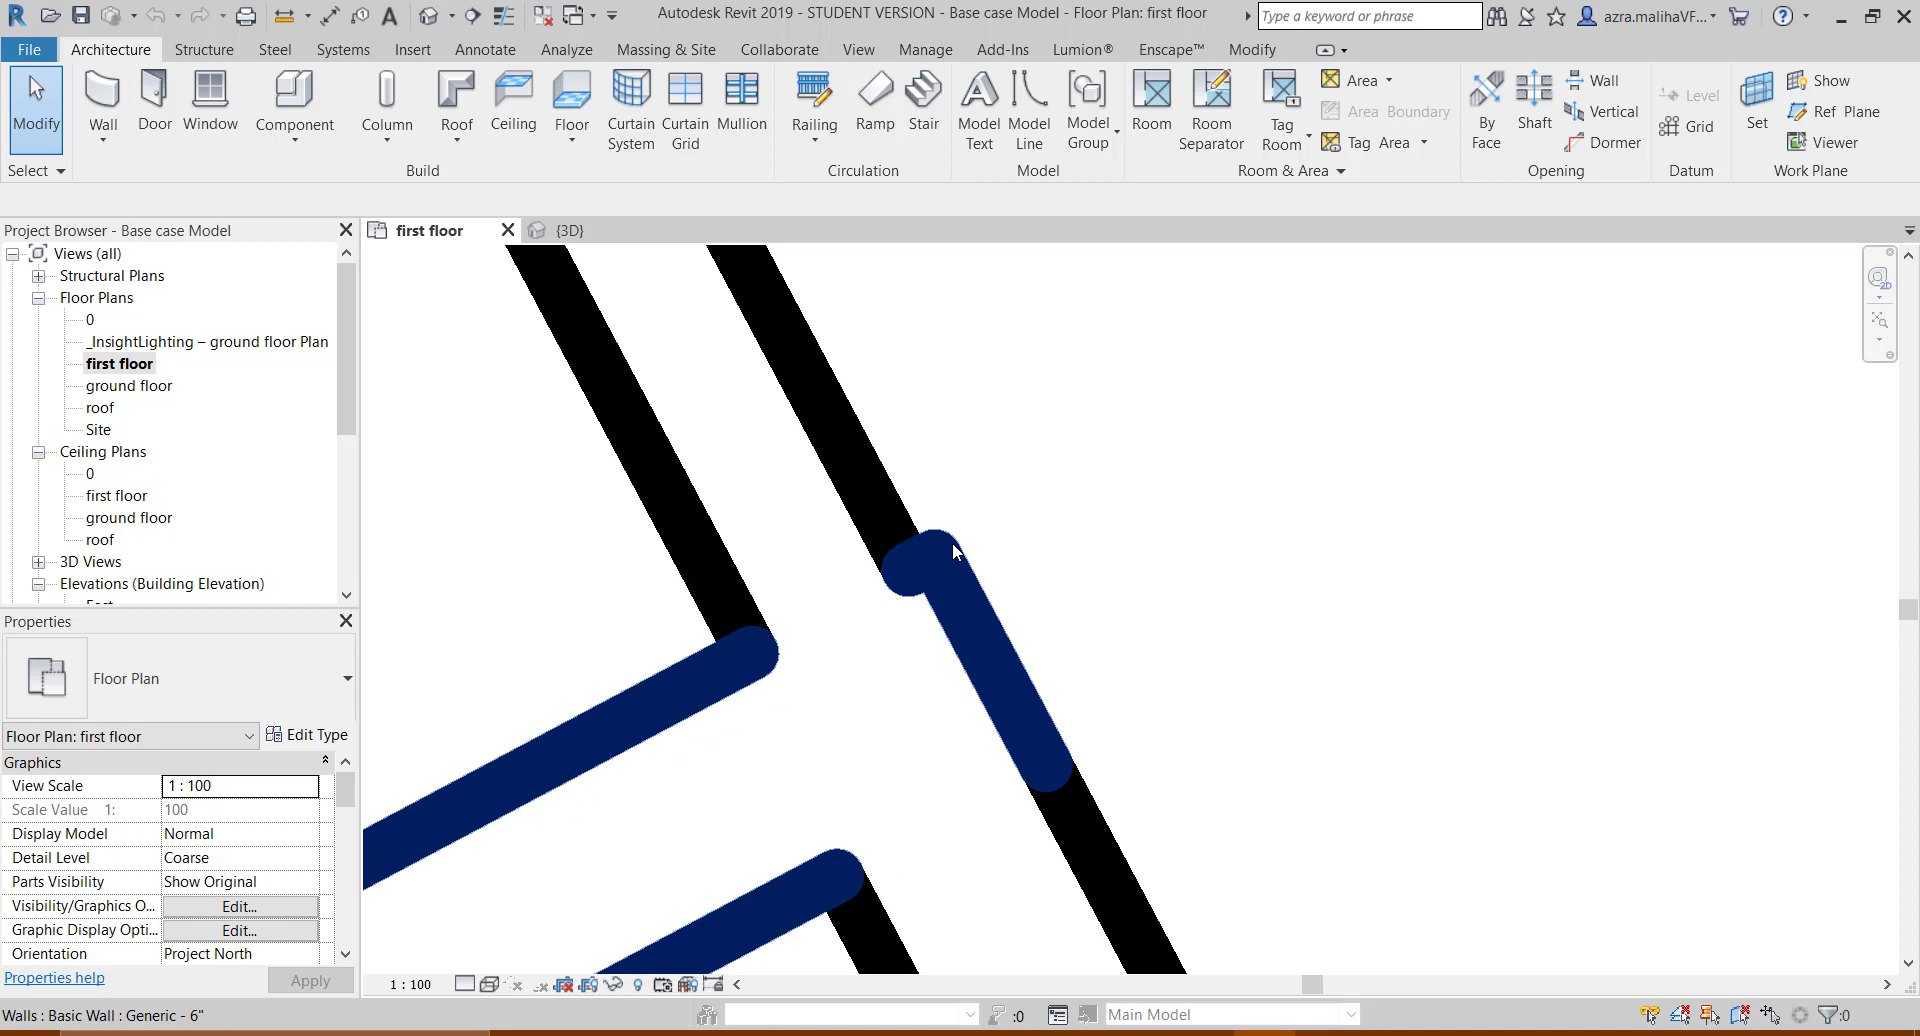 Autodesk Revit 2019 - STUDENT VERSION - Base case Model - Floor Plan: first floor
Type a keyword or phrase
azra.malihaVF...
File Architecture Structure Steel Systems Insert Annotate Analyze Massing & Site Collaborate View Manage Add-Ins Lumion® Enscape™ Modify
Modify
Wall
Door
Window
Component
Column
Roof
Ceiling
Floor
Curtain System
Curtain Grid
Mullion
Railing
Ramp
Stair
Model Text
Model Line
Model Group
Room
Room Separator
Tag Room
Area
Area Boundary
Tag Area
By Face
Shaft
Wall
Vertical
Dormer
Level
Grid
Set
Show
Ref Plane
Viewer
Select Build Circulation Model Room & Area Opening Datum Work Plane
Project Browser - Base case Model
first floor
{3D}
Views (all)
Structural Plans
Floor Plans
0
_InsightLighting – ground floor Plan
first floor
ground floor
roof
Site
Ceiling Plans
0
first floor
ground floor
roof
3D Views
Elevations (Building Elevation)
Properties
Floor Plan
Floor Plan: first floor
Edit Type
Graphics
View Scale 1 : 100
Scale Value 1: 100
Display Model Normal
Detail Level Coarse
Parts Visibility Show Original
Visibility/Graphics O... Edit...
Graphic Display Opti... Edit...
Orientation Project North
Properties help
Apply
1 : 100
2D
Walls : Basic Wall : Generic - 6"
:0
Main Model
:0